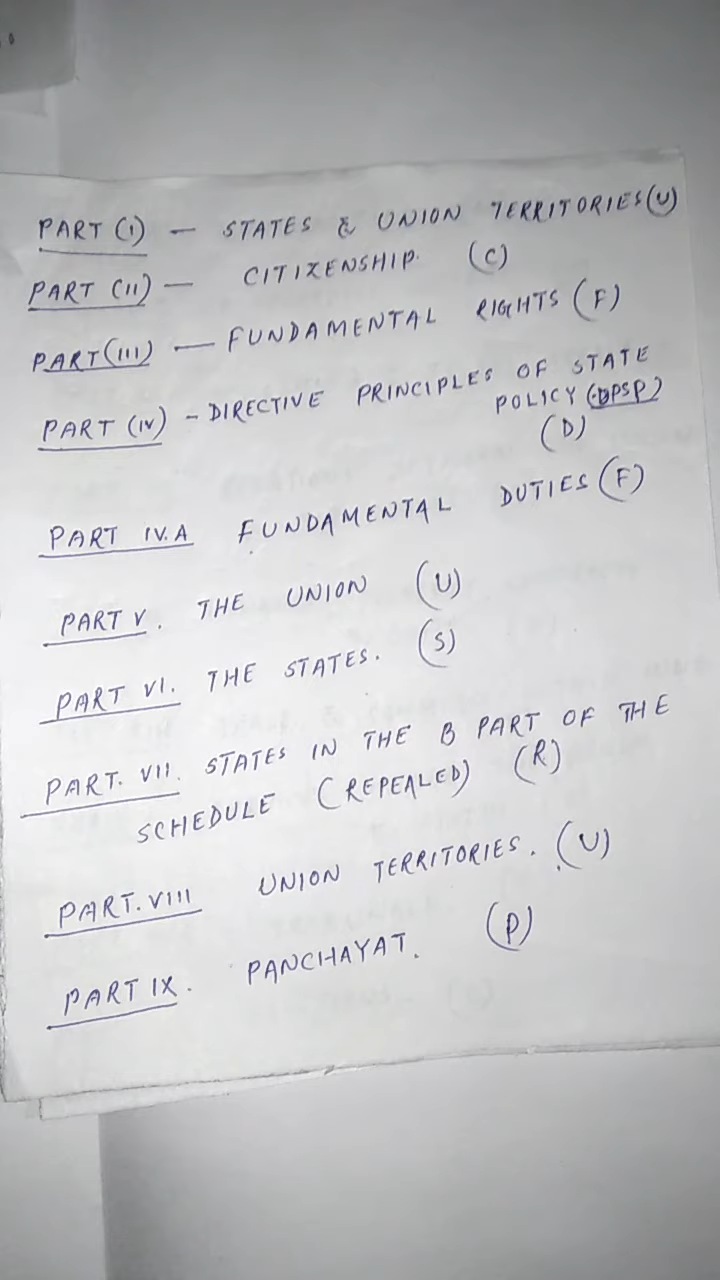 PART (I) — STATES & UNION TERRITORIES (U)
PART (II) — CITIZENSHIP. (C)
PART (III) — FUNDAMENTAL RIGHTS (F)
PART (IV) - DIRECTIVE PRINCIPLES OF STATE
POLICY (DPSP)
(D)
PART IV.A FUNDAMENTAL DUTIES (F)
PART V. THE UNION (U)
PART VI. THE STATES. (S)
PART. VII. STATES IN THE B PART OF THE
SCHEDULE (REPEALED) (R)
PART. VIII UNION TERRITORIES. (U)
PART IX. PANCHAYAT. (P)